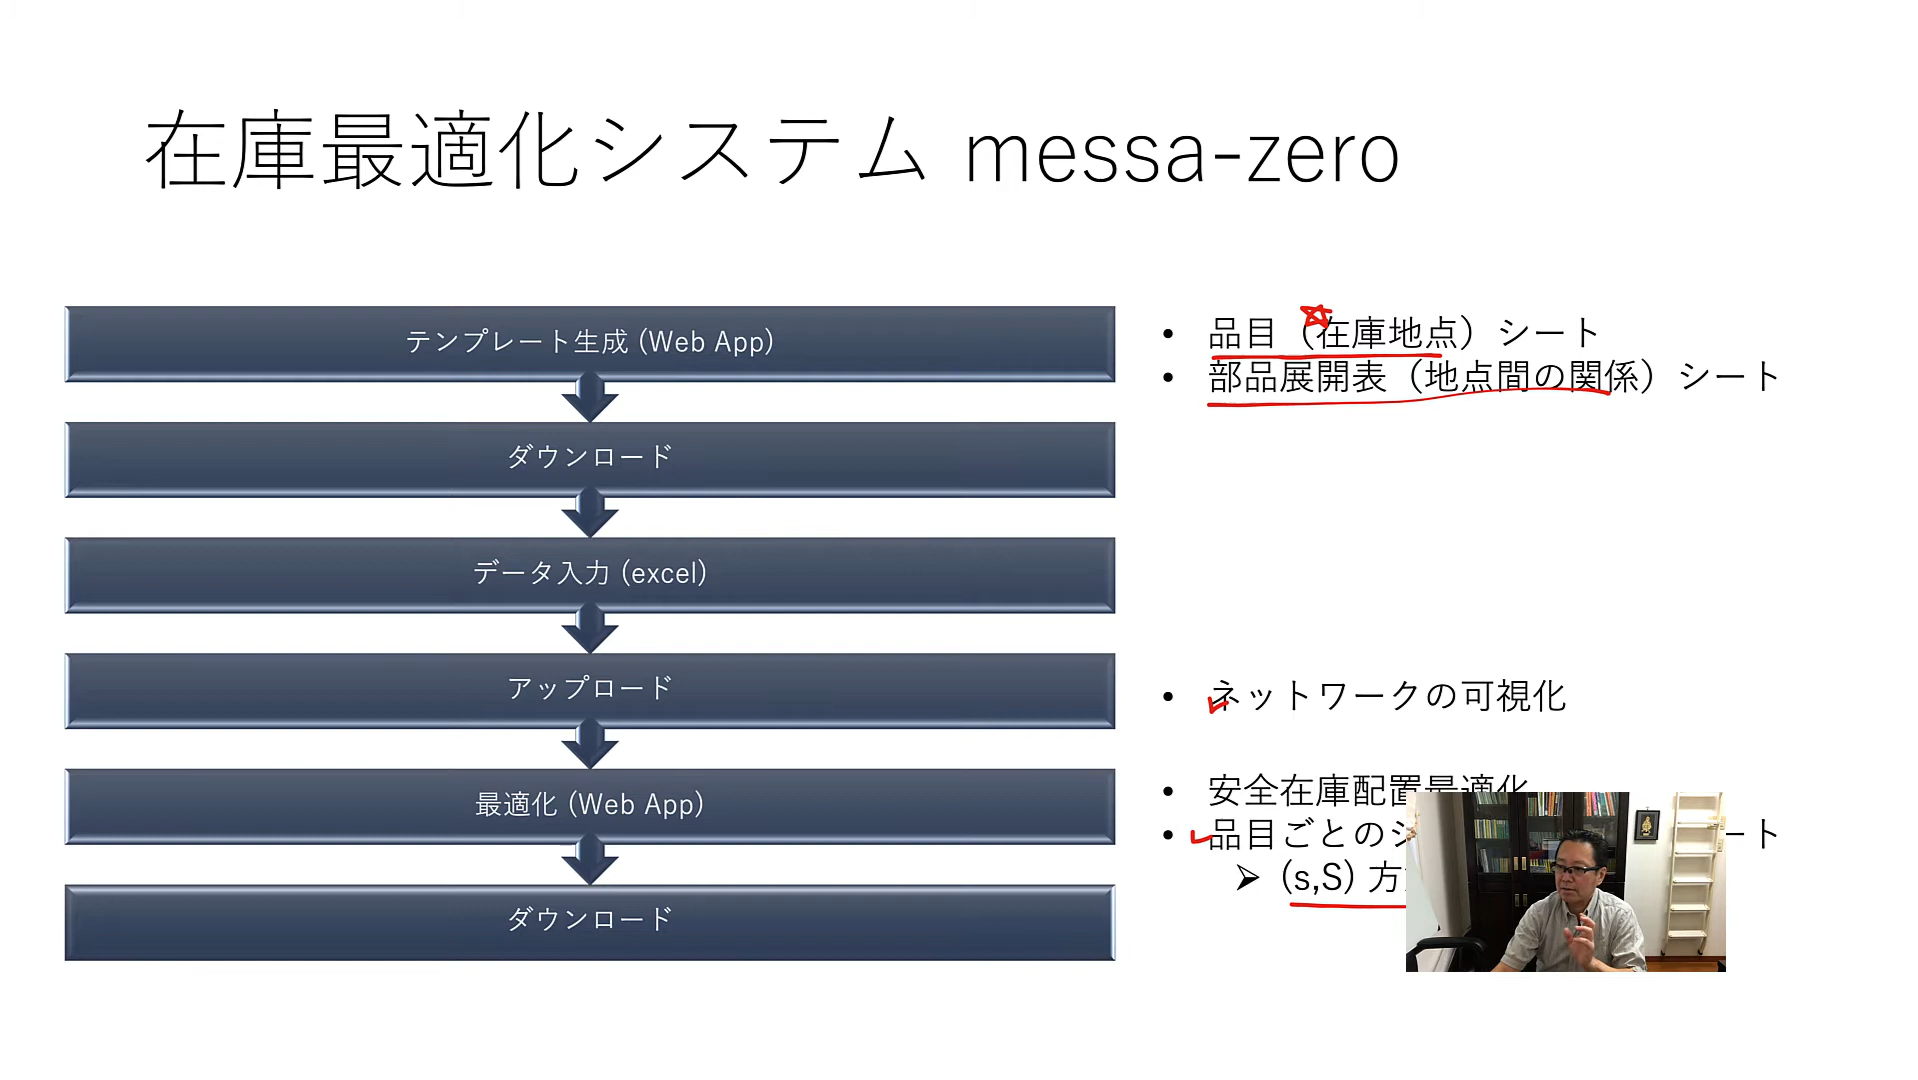 在庫最適化システム messa-zero
テンプレート生成 (Web App)
ダウンロード
データ入力 (excel)
アップロード
最適化 (Web App)
ダウンロード
• 品目（在庫地点）シート
• 部品展開表（地点間の関係）シート
• ネットワークの可視化
• 安全在庫配置最適化
• 品目ごとのシ ート
➢ (s,S) 方